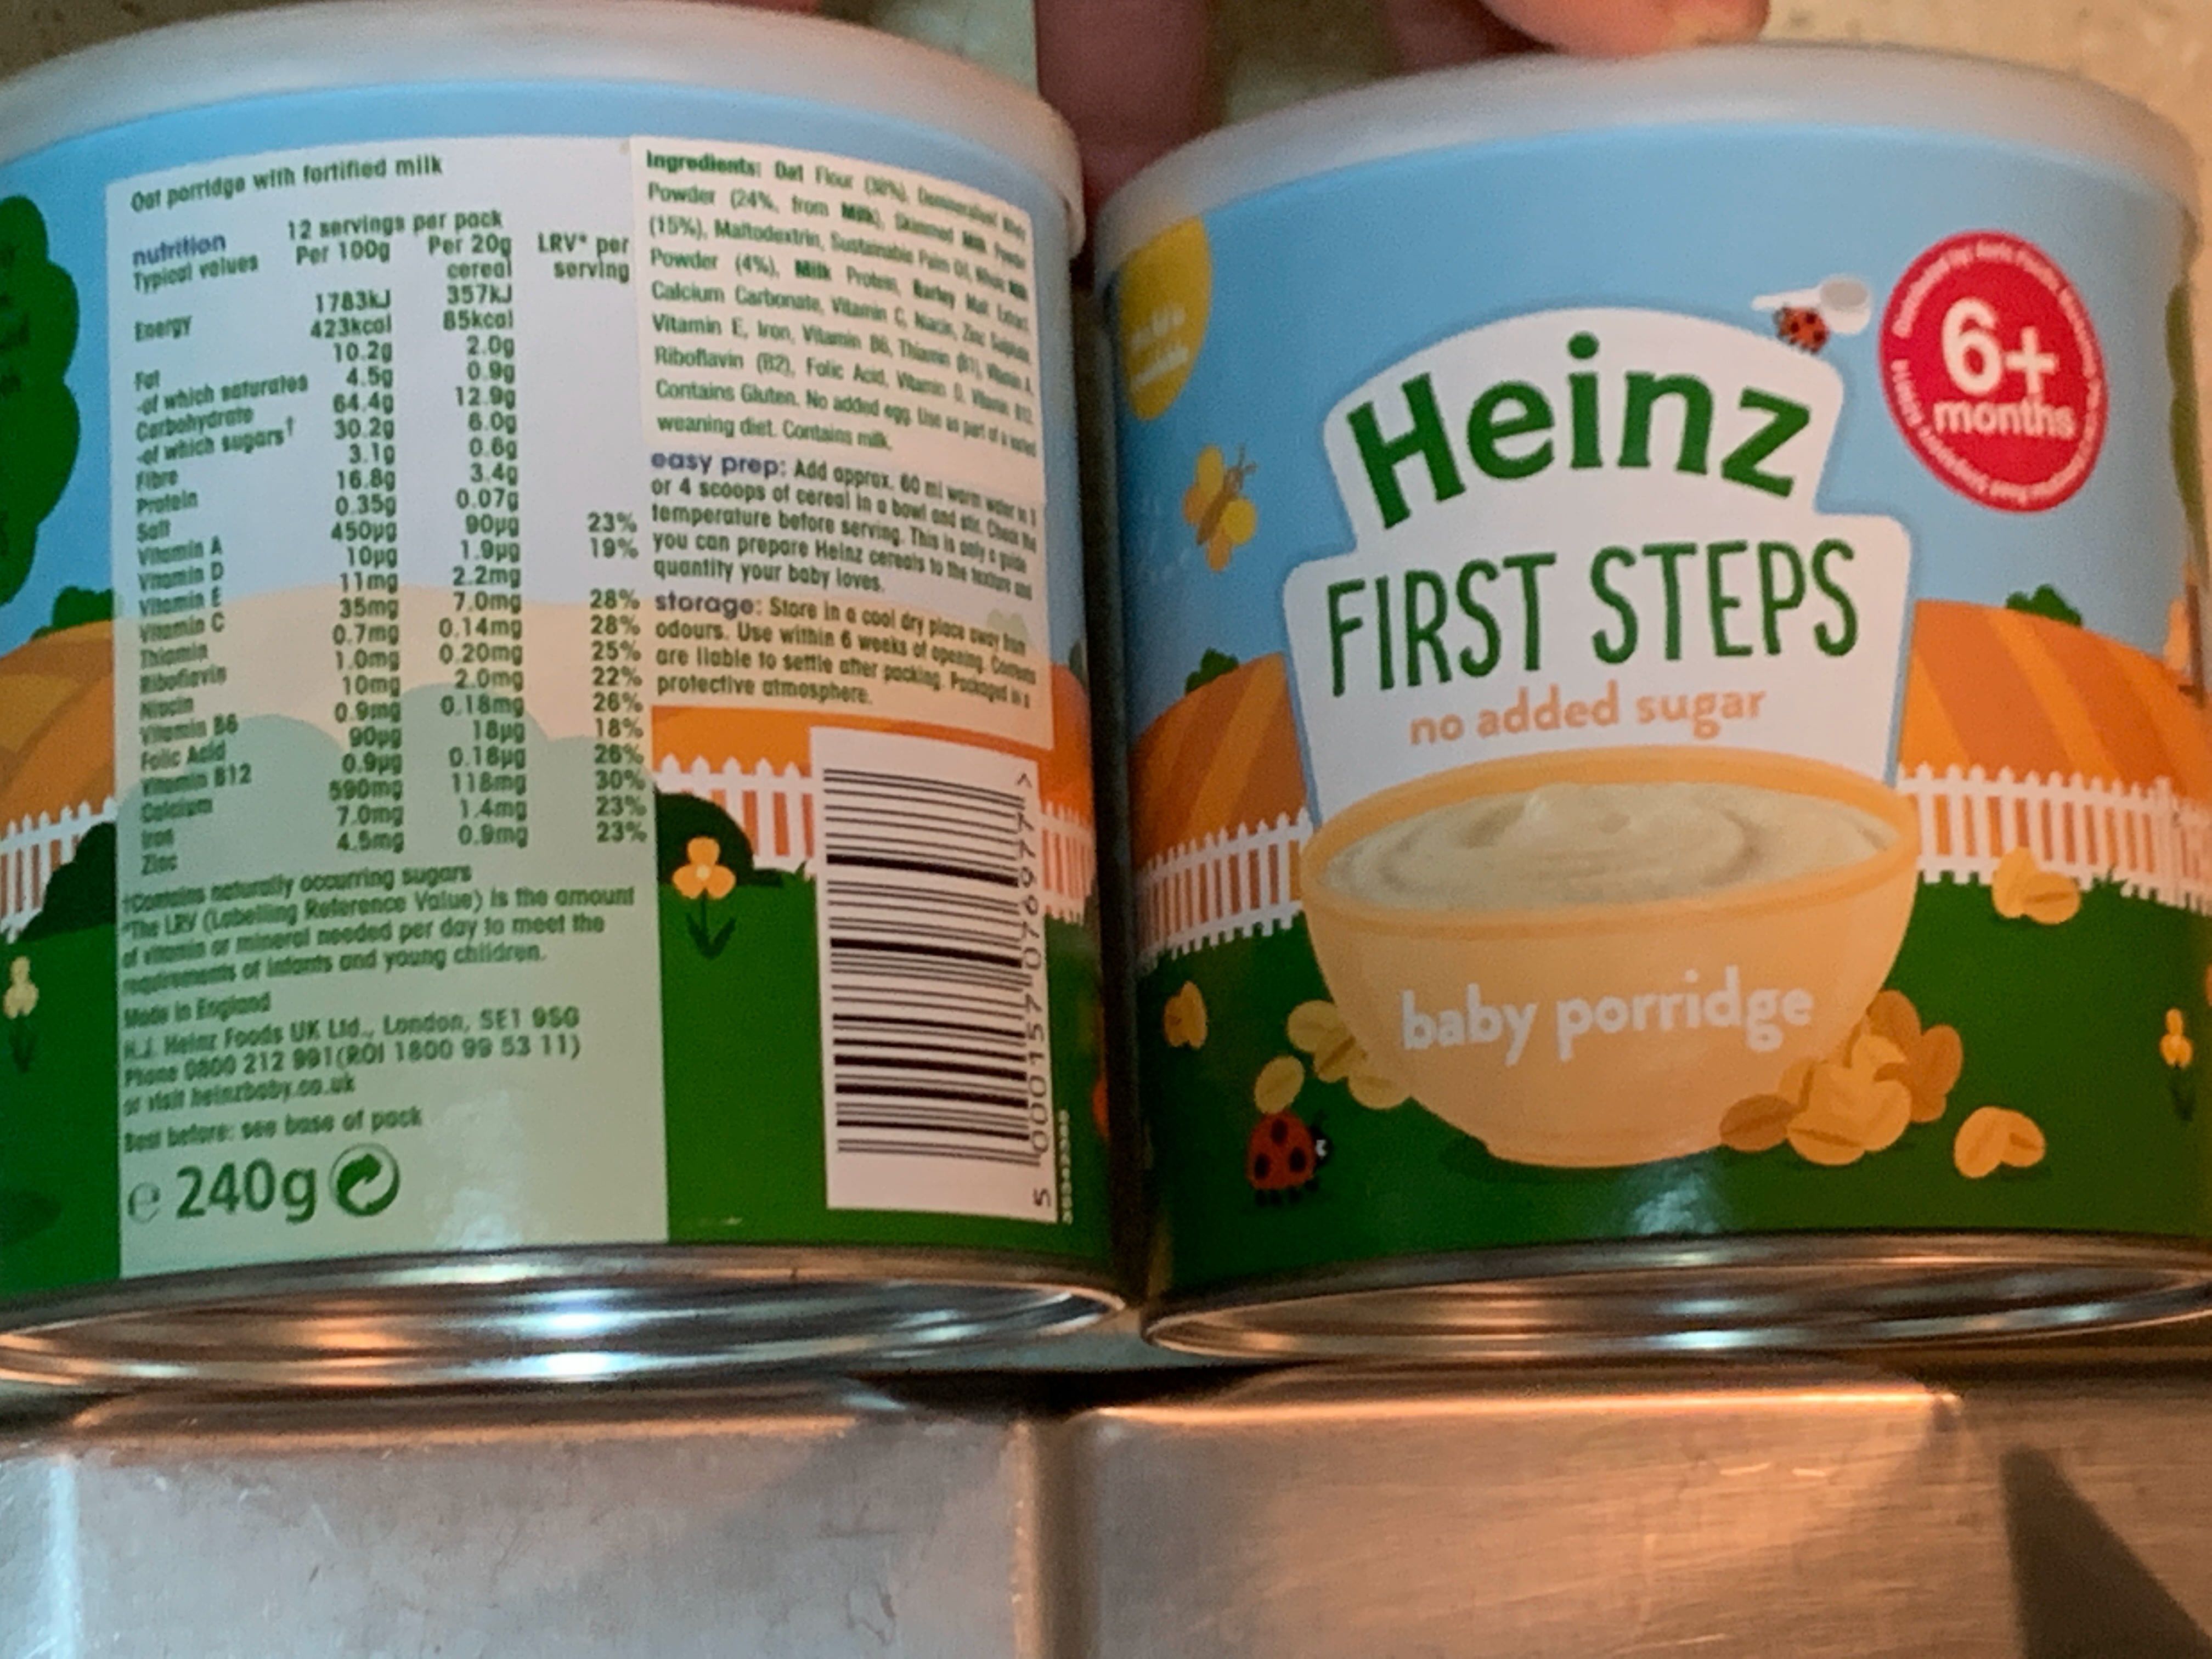 Oat porridge with fortified milk
nutrition 12 servings per pack
Typical values Per 100g Per 20g cereal LRV* per serving
Energy 1783kJ 357kJ
423kcal 85kcal
Fat 10.2g 2.0g
-of which saturates 4.5g 0.9g
Carbohydrate 64.4g 12.9g
-of which sugars† 30.2g 6.0g
Fibre 3.1g 0.6g
Protein 16.8g 3.4g
Salt 0.35g 0.07g
Vitamin A 450µg 90µg 23%
Vitamin D 10µg 1.9µg 19%
Vitamin E 11mg 2.2mg
Vitamin C 35mg 7.0mg 28%
Thiamin 0.7mg 0.14mg 28%
Riboflavin 1.0mg 0.20mg 25%
Niacin 10mg 2.0mg 22%
Vitamin B6 0.9mg 0.18mg 26%
Folic Acid 90µg 18µg 18%
Vitamin B12 0.9µg 0.18µg 26%
Calcium 590mg 118mg 30%
Iron 7.0mg 1.4mg 23%
Zinc 4.5mg 0.9mg 23%
†Contains naturally occurring sugars
*The LRV (Labelling Reference Value) is the amount
of vitamin or mineral needed per day to meet the
requirements of infants and young children.
Made in England
H.J. Heinz Foods UK Ltd., London, SE1 9SG
Phone 0800 212 991(ROI 1800 99 53 11)
or visit heinzbaby.co.uk
Best before: see base of pack
e 240g
Ingredients: Oat Flour (32%), Demineralised Whey
Powder (24%, from Milk), Skimmed Milk Powder
(15%), Maltodextrin, Sustainable Palm Oil, Whole Milk
Powder (4%), Milk Protein, Barley Malt Extract,
Calcium Carbonate, Vitamin C, Niacin, Zinc Sulphate,
Vitamin E, Iron, Vitamin B6, Thiamin (B1), Vitamin A,
Riboflavin (B2), Folic Acid, Vitamin D, Vitamin B12.
Contains Gluten. No added egg. Use as part of a varied
weaning diet. Contains milk.
easy prep: Add approx. 60 ml warm water to 3
or 4 scoops of cereal in a bowl and stir. Check the
temperature before serving. This is only a guide
you can prepare Heinz cereals to the texture and
quantity your baby loves.
storage: Store in a cool dry place away from
odours. Use within 6 weeks of opening. Contents
are liable to settle after packing. Packaged in a
protective atmosphere.
5 000157 076977 >
Heinz
FIRST STEPS
no added sugar
baby porridge
6+
months